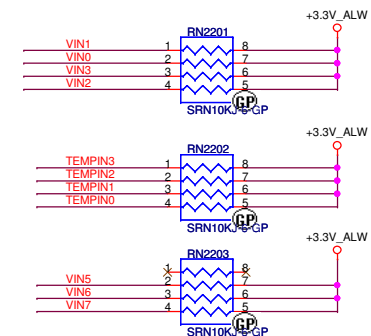 +3.3V_ALW
RN2201
VIN1 1 8
VIN0 2 7
VIN3 3 6
VIN2 4 5
GP
SRN10KJ-6-GP
+3.3V_ALW
RN2202
TEMPIN3 1 8
TEMPIN2 2 7
TEMPIN1 3 6
TEMPIN0 4 5
GP
SRN10KJ-6-GP
+3.3V_ALW
RN2203
1 8
VIN5 2 7
VIN6 3 6
VIN7 4 5
GP
SRN10KJ-6-GP